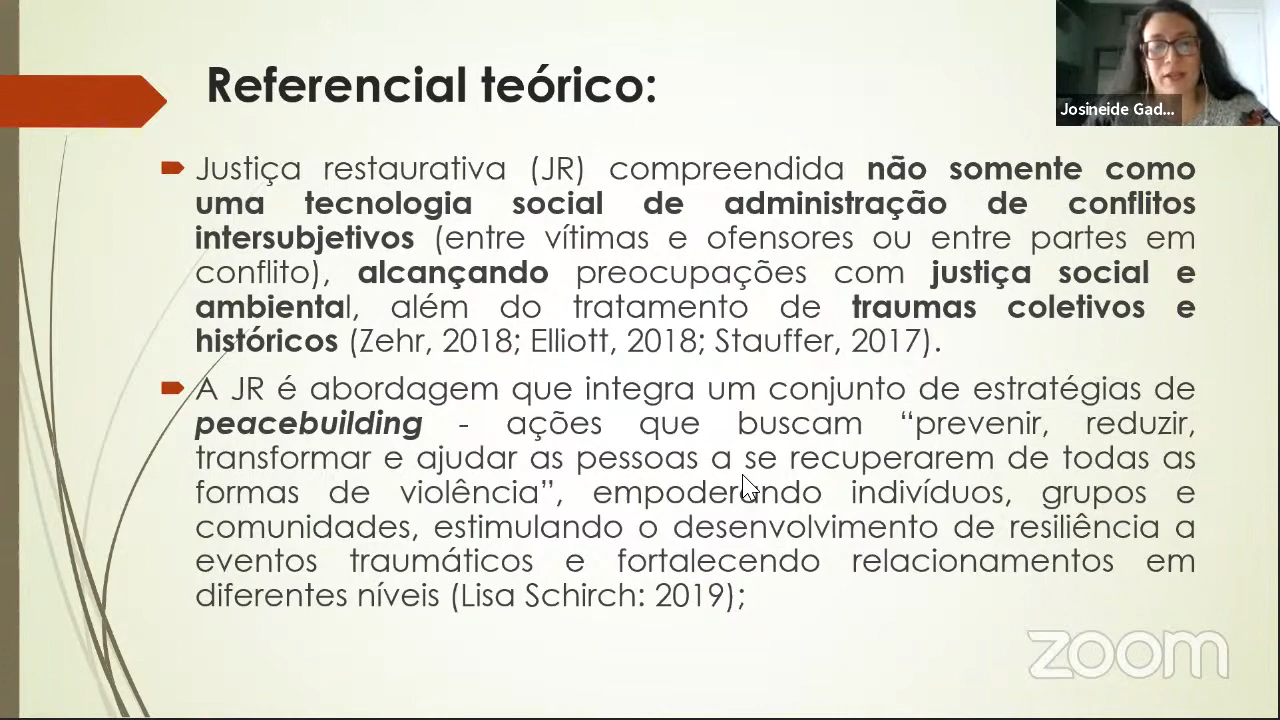 Referencial teórico:
Josineide Gad...
Justiça restaurativa (JR) compreendida não somente como
uma tecnologia social de administração de conflitos
intersubjetivos (entre vítimas e ofensores ou entre partes em
conflito), alcançando preocupações com justiça social e
ambiental, além do tratamento de traumas coletivos e
históricos (Zehr, 2018; Elliott, 2018; Stauffer, 2017).
A JR é abordagem que integra um conjunto de estratégias de
peacebuilding - ações que buscam “prevenir, reduzir,
transformar e ajudar as pessoas a se recuperarem de todas as
formas de violência”, empoderando indivíduos, grupos e
comunidades, estimulando o desenvolvimento de resiliência a
eventos traumáticos e fortalecendo relacionamentos em
diferentes níveis (Lisa Schirch: 2019);
zoom